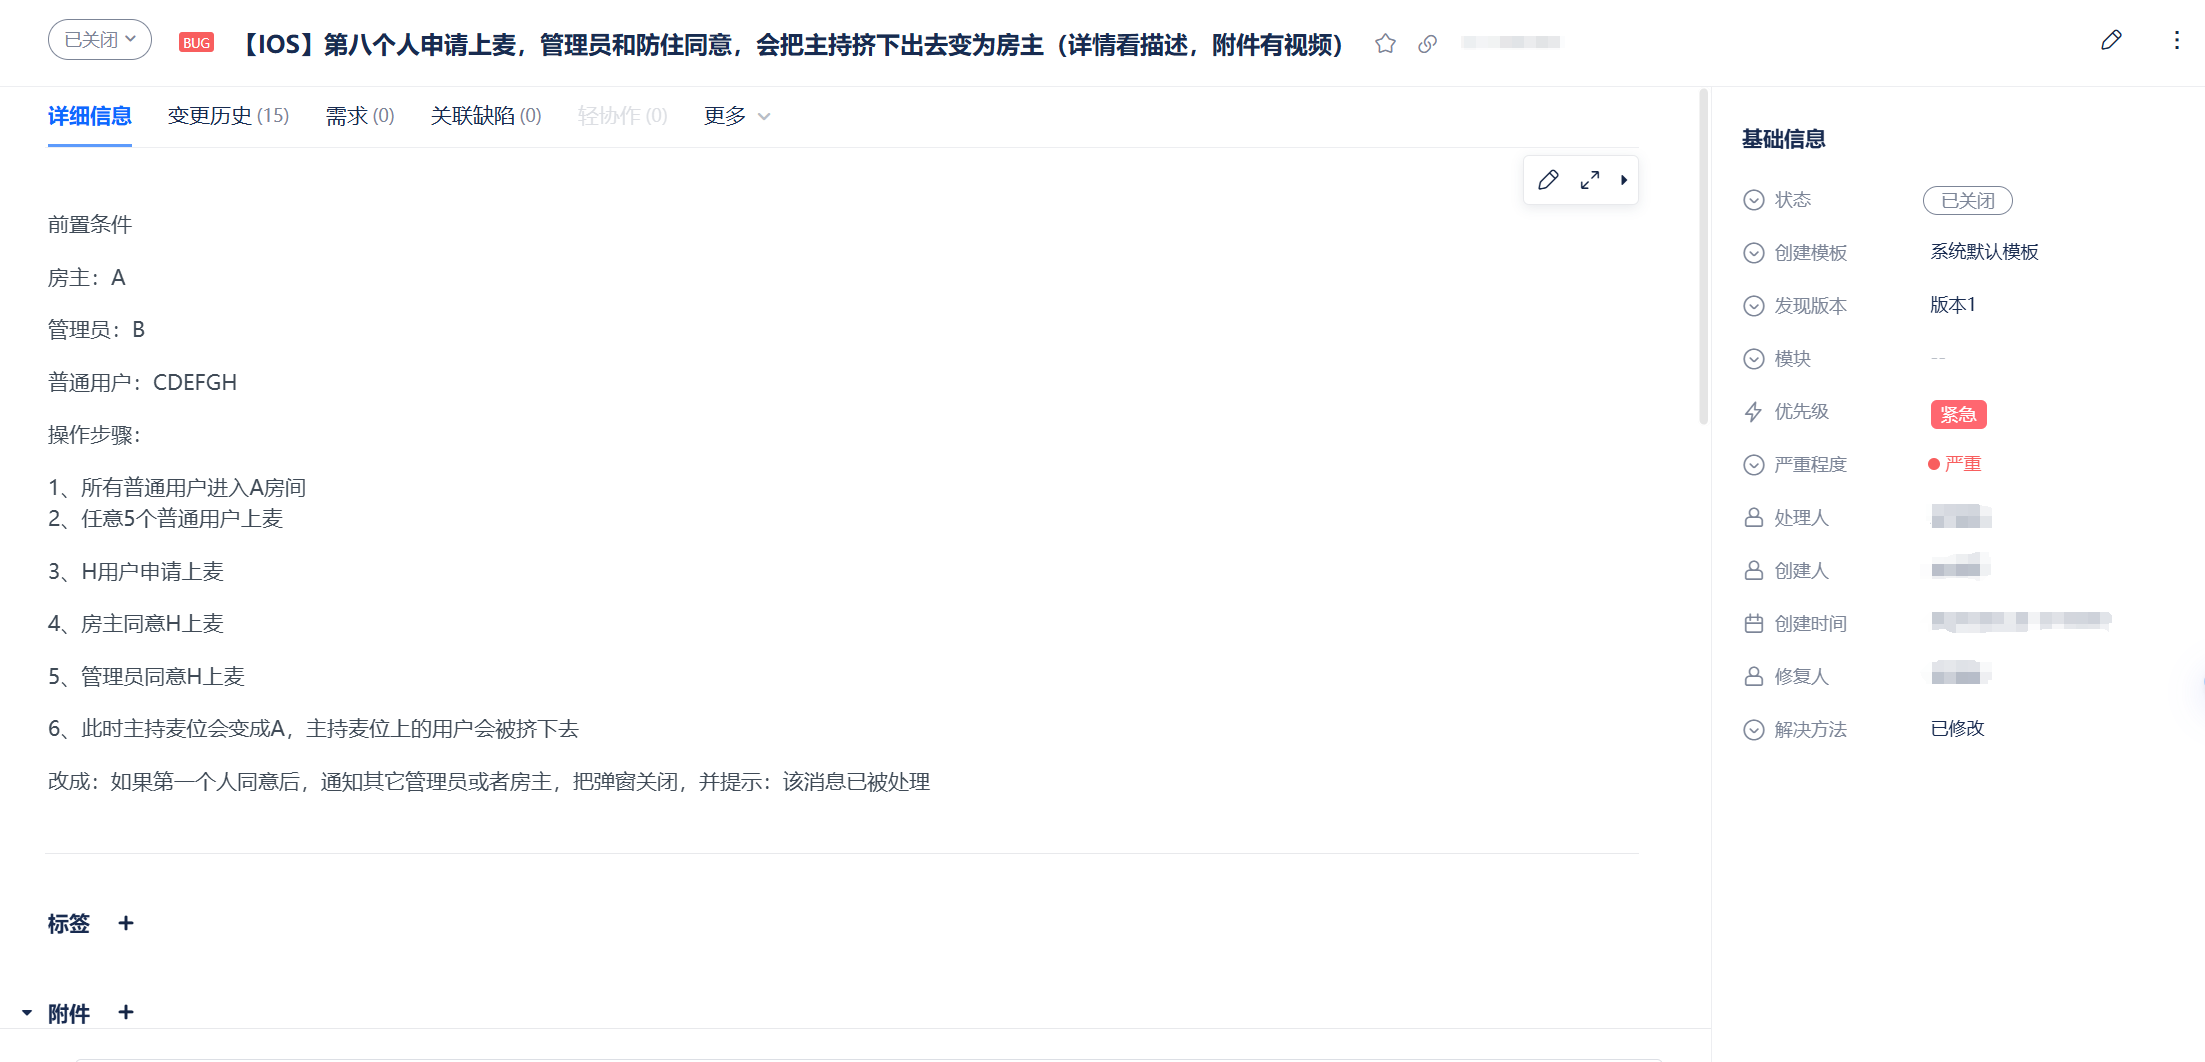 已关闭 BUG 【IOS】第八个人申请上麦，管理员和防住同意，会把主持挤下出去变为房主（详情看描述，附件有视频）
详细信息 变更历史 (15) 需求 (0) 关联缺陷 (0) 轻协作 (0) 更多
前置条件
房主：A
管理员：B
普通用户：CDEFGH
操作步骤：
1、所有普通用户进入A房间
2、任意5个普通用户上麦
3、H用户申请上麦
4、房主同意H上麦
5、管理员同意H上麦
6、此时主持麦位会变成A，主持麦位上的用户会被挤下去
改成：如果第一个人同意后，通知其它管理员或者房主，把弹窗关闭，并提示：该消息已被处理
标签 +
附件 +
基础信息
状态 已关闭
创建模板 系统默认模板
发现版本 版本1
模块 --
优先级 紧急
严重程度 严重
处理人
创建人
创建时间
修复人
解决方法 已修改